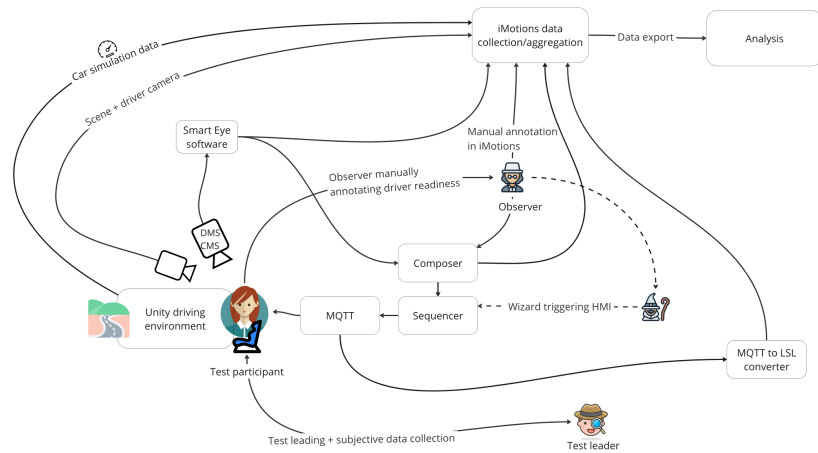 iMotions data
collection/aggregation
Data export
Analysis
Car simulation data
Scene + driver camera
Smart Eye
software
Manual annotation
in iMotions
Observer manually
annotating driver readiness
Observer
DMS
CMS
Composer
Unity driving
environment
MQTT
Sequencer
Wizard triggering HMI
MQTT to LSL
converter
Test participant
Test leading + subjective data collection
Test leader